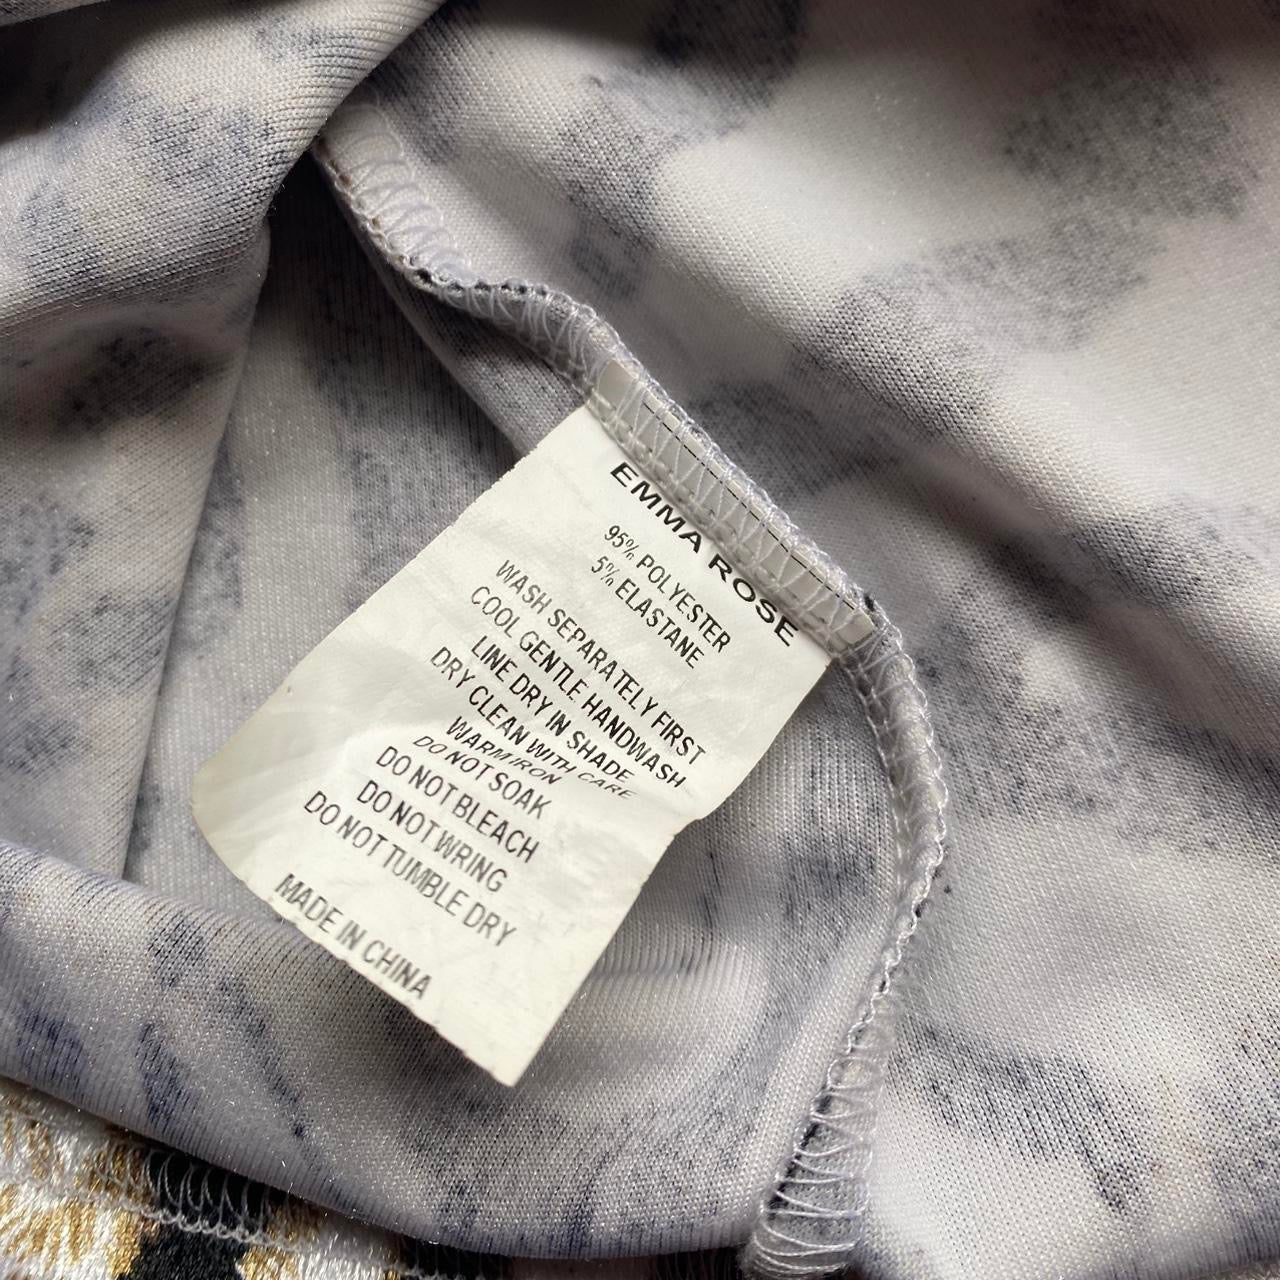 EMMA ROSE
95% POLYESTER
5% ELASTANE
WASH SEPARATELY FIRST
COOL GENTLE HANDWASH
LINE DRY IN SHADE
DRY CLEAN WITH CARE
WARM IRON
DO NOT SOAK
DO NOT BLEACH
DO NOT WRING
DO NOT TUMBLE DRY
MADE IN CHINA